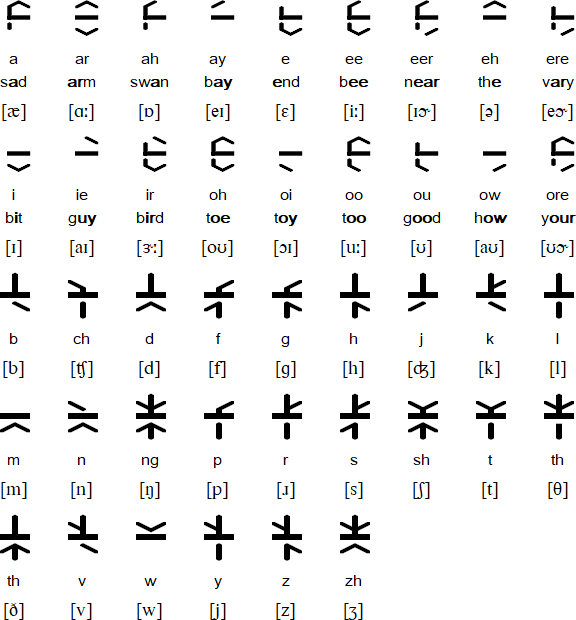 a ar ah ay e ee eer eh ere
sad arm swan bay end bee near the vary
[æ] [ɑː] [ɒ] [eɪ] [ɛ] [iː] [ɪɚ] [ə] [eɚ]
i ie ir oh oi oo ou ow ore
bit guy bird toe toy too good how your
[ɪ] [aɪ] [ɝː] [oʊ] [ɔɪ] [uː] [ʊ] [aʊ] [ʊɚ]
b ch d f g h j k l
[b] [ʧ] [d] [f] [ɡ] [h] [ʤ] [k] [l]
m n ng p r s sh t th
[m] [n] [ŋ] [p] [ɹ] [s] [ʃ] [t] [θ]
th v w y z zh
[ð] [v] [w] [j] [z] [ʒ]